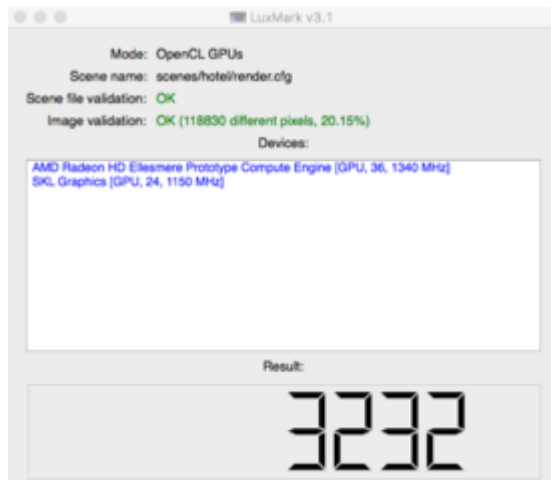 LuxMark v3.1
Mode: OpenCL GPUs
Scene name: scenes/hotel/render.cfg
Scene file validation: OK
Image validation: OK (118830 different pixels, 20.15%)
Devices:
AMD Radeon HD Ellesmere Prototype Compute Engine [GPU, 36, 1340 MHz]
SKL Graphics [GPU, 24, 1150 MHz]
Result:
3232